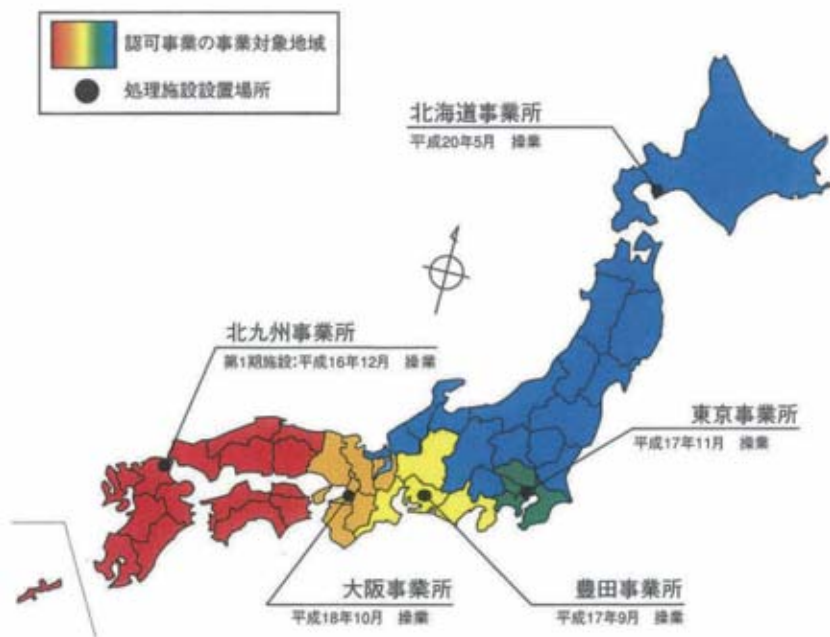 認可事業の事業対象地域
処理施設設置場所
北海道事業所
平成20年5月 操業
北九州事業所
第1期施設:平成16年12月 操業
東京事業所
平成17年11月 操業
大阪事業所
平成18年10月 操業
豊田事業所
平成17年9月 操業